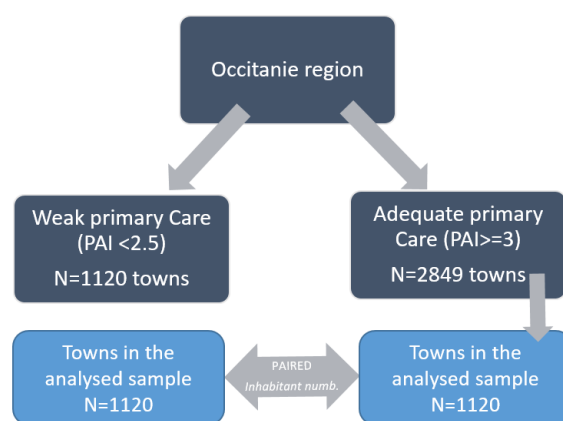 Occitanie region
Weak primary Care
(PAI <2.5)
N=1120 towns
Adequate primary
Care (PAI>=3)
N=2849 towns
Towns in the
analysed sample
N=1120
PAIRED
Inhabitant numb.
Towns in the
analysed sample
N=1120